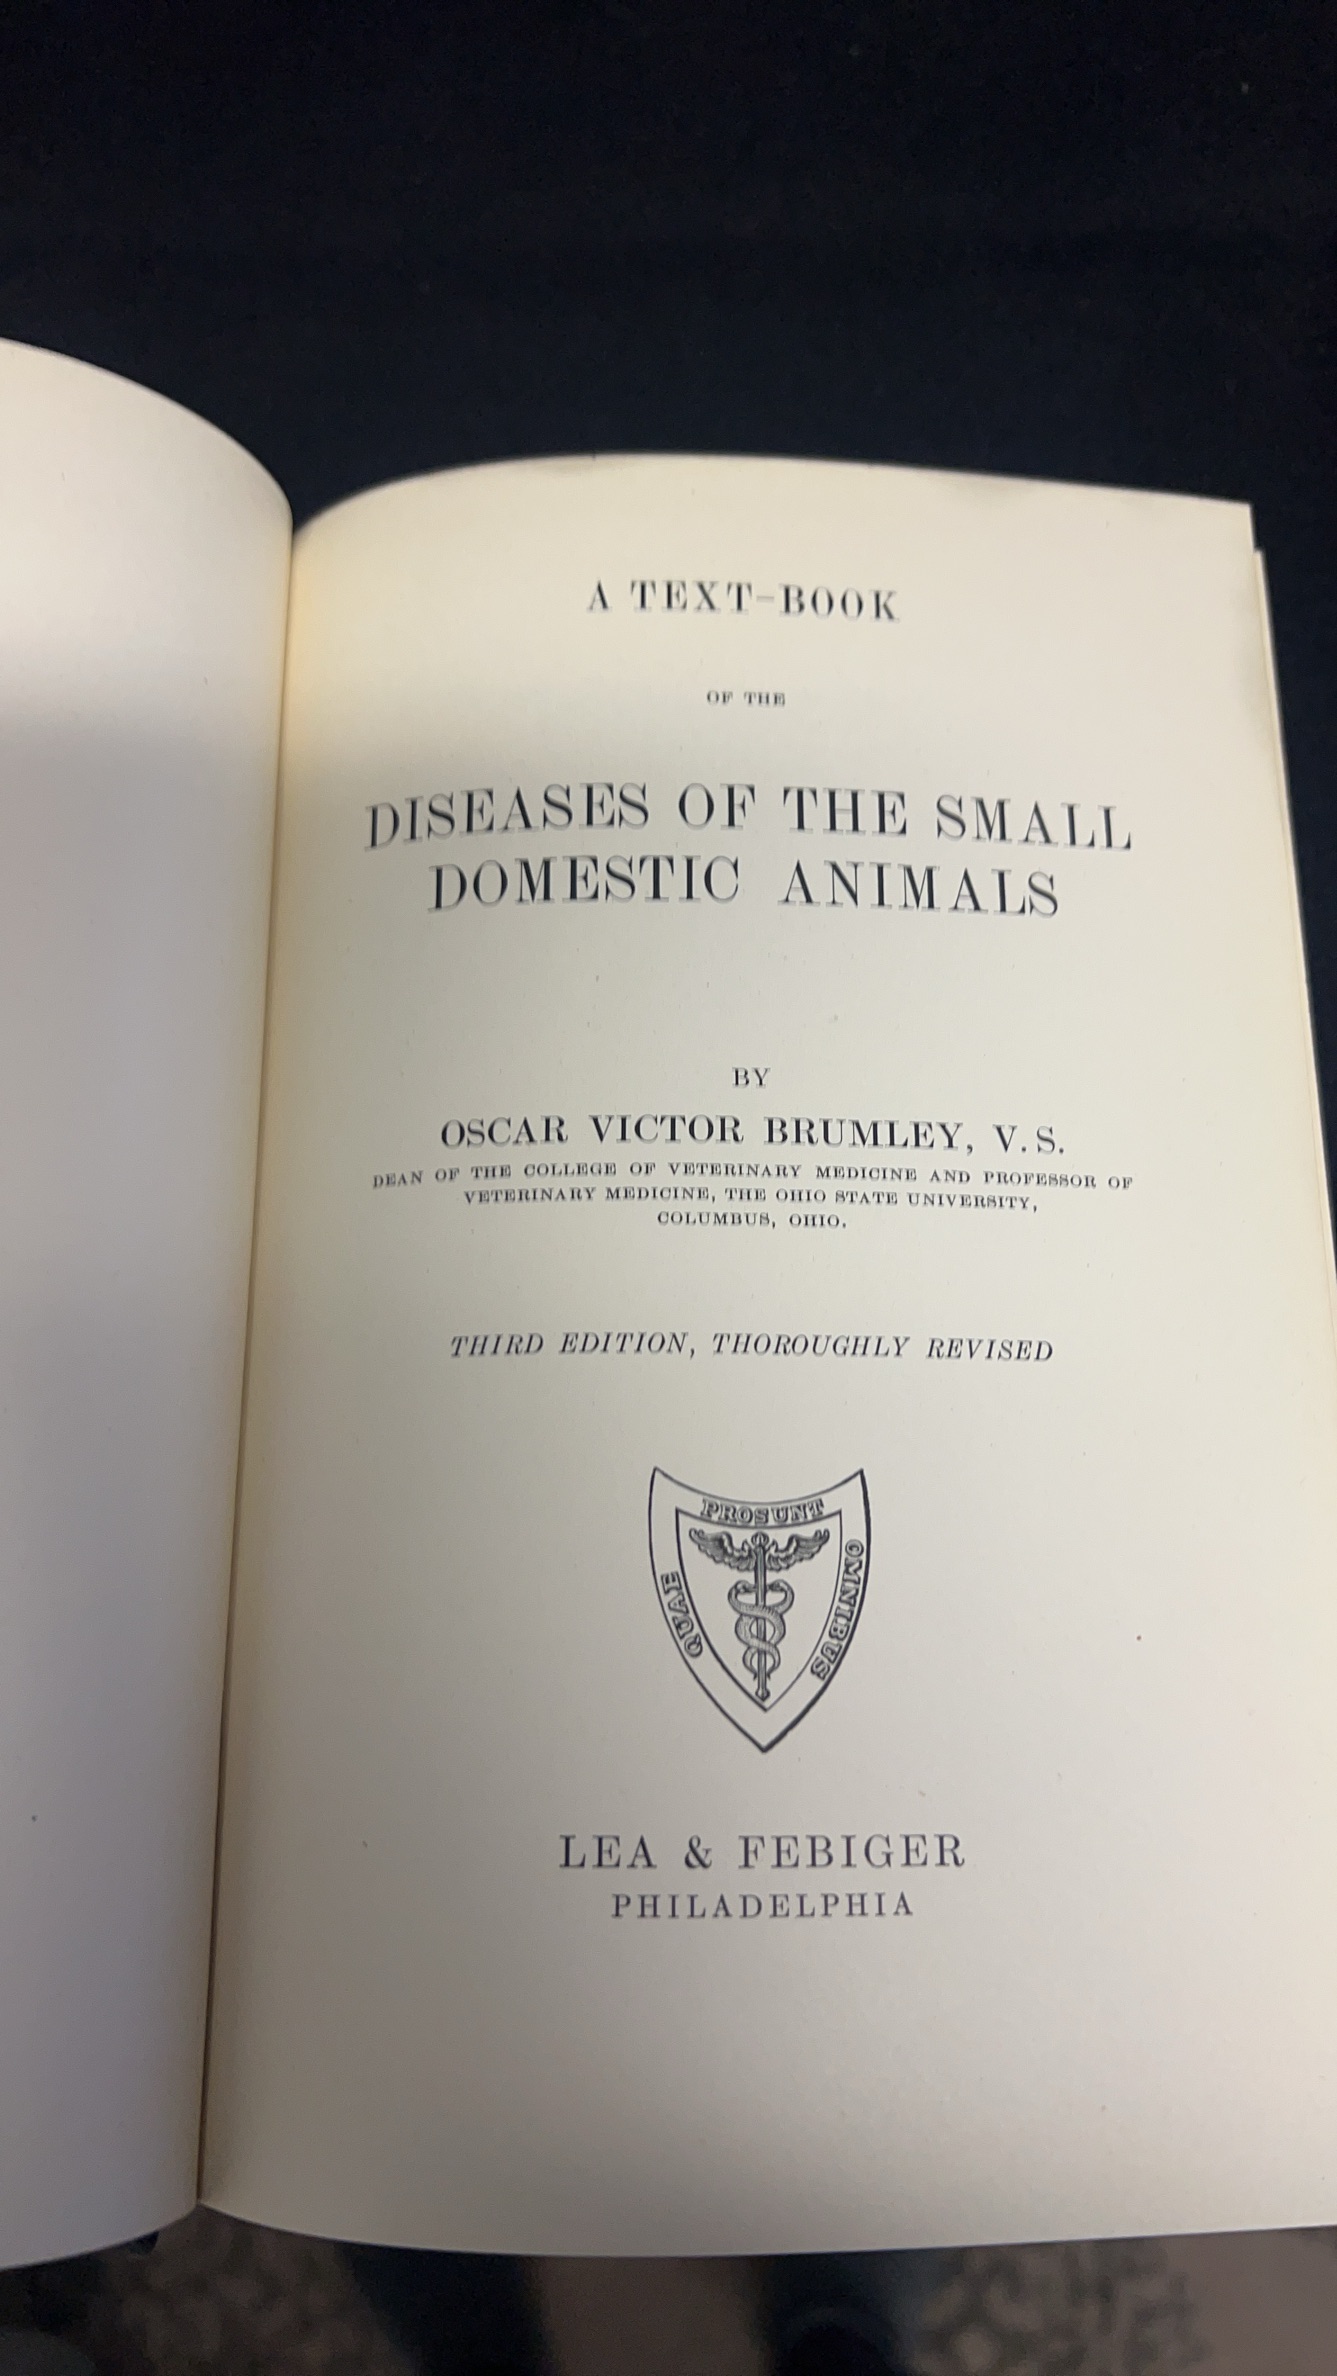 A TEXT-BOOK
OF THE
DISEASES OF THE SMALL
DOMESTIC ANIMALS
BY
OSCAR VICTOR BRUMLEY, V. S.
DEAN OF THE COLLEGE OF VETERINARY MEDICINE AND PROFESSOR OF
VETERINARY MEDICINE, THE OHIO STATE UNIVERSITY,
COLUMBUS, OHIO.
THIRD EDITION, THOROUGHLY REVISED
QUAE
PROSUNT
OMNIBUS
LEA & FEBIGER
PHILADELPHIA